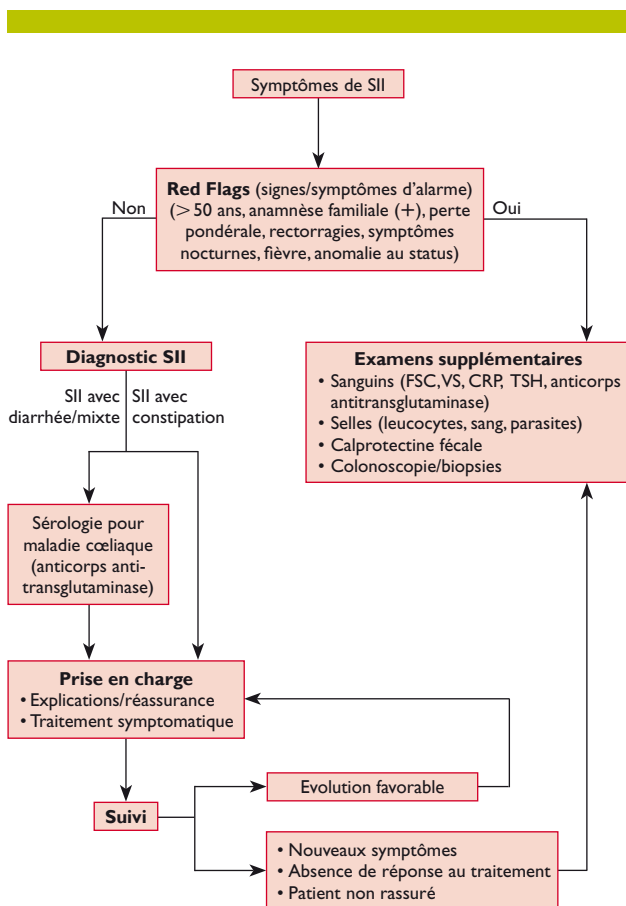 Symptômes de SII
Red Flags (signes/symptômes d'alarme)
(> 50 ans, anamnèse familiale (+), perte
pondérale, rectorragies, symptômes
nocturnes, fièvre, anomalie au status)
Non
Oui
Diagnostic SII
SII avec
diarrhée/mixte
SII avec
constipation
Examens supplémentaires
• Sanguins (FSC, VS, CRP, TSH, anticorps
antitransglutaminase)
• Selles (leucocytes, sang, parasites)
• Calprotectine fécale
• Colonoscopie/biopsies
Sérologie pour
maladie cœliaque
(anticorps anti-
transglutaminase)
Prise en charge
• Explications/réassurance
• Traitement symptomatique
Suivi
Evolution favorable
• Nouveaux symptômes
• Absence de réponse au traitement
• Patient non rassuré